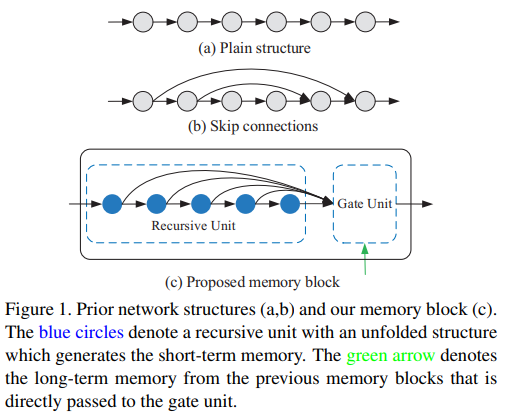 (a) Plain structure
(b) Skip connections
Recursive Unit
Gate Unit
(c) Proposed memory block
Figure 1. Prior network structures (a,b) and our memory block (c).
The blue circles denote a recursive unit with an unfolded structure
which generates the short-term memory. The green arrow denotes
the long-term memory from the previous memory blocks that is
directly passed to the gate unit.